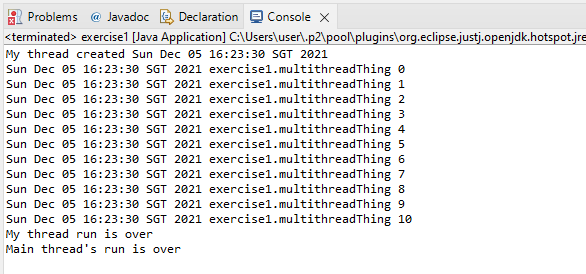 Problems @ Javadoc Declaration Console
<terminated> exercise1 [Java Application] C:\Users\user\.p2\pool\plugins\org.eclipse.justj.openjdk.hotspot.jre
My thread created Sun Dec 05 16:23:30 SGT 2021
Sun Dec 05 16:23:30 SGT 2021 exercise1.multithreadThing 0
Sun Dec 05 16:23:30 SGT 2021 exercise1.multithreadThing 1
Sun Dec 05 16:23:30 SGT 2021 exercise1.multithreadThing 2
Sun Dec 05 16:23:30 SGT 2021 exercise1.multithreadThing 3
Sun Dec 05 16:23:30 SGT 2021 exercise1.multithreadThing 4
Sun Dec 05 16:23:30 SGT 2021 exercise1.multithreadThing 5
Sun Dec 05 16:23:30 SGT 2021 exercise1.multithreadThing 6
Sun Dec 05 16:23:30 SGT 2021 exercise1.multithreadThing 7
Sun Dec 05 16:23:30 SGT 2021 exercise1.multithreadThing 8
Sun Dec 05 16:23:30 SGT 2021 exercise1.multithreadThing 9
Sun Dec 05 16:23:30 SGT 2021 exercise1.multithreadThing 10
My thread run is over
Main thread's run is over